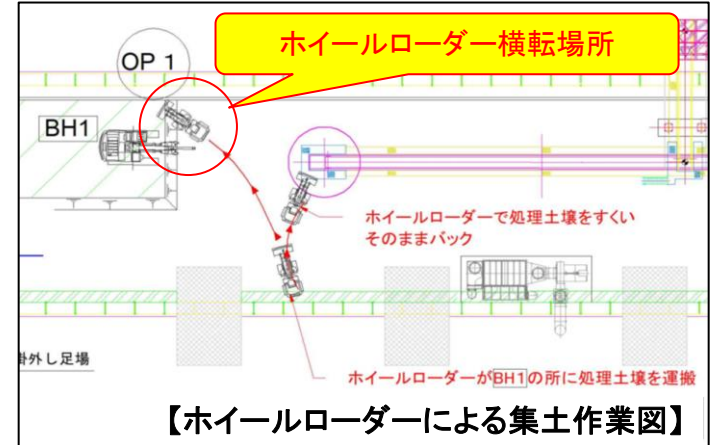 ホイールローダー横転場所
OP 1
BH1
ホイールローダーで処理土壌をすくい
そのままバック
外し足場
ホイールローダーがBH1の所に処理土壌を運搬
【ホイールローダーによる集土作業図】